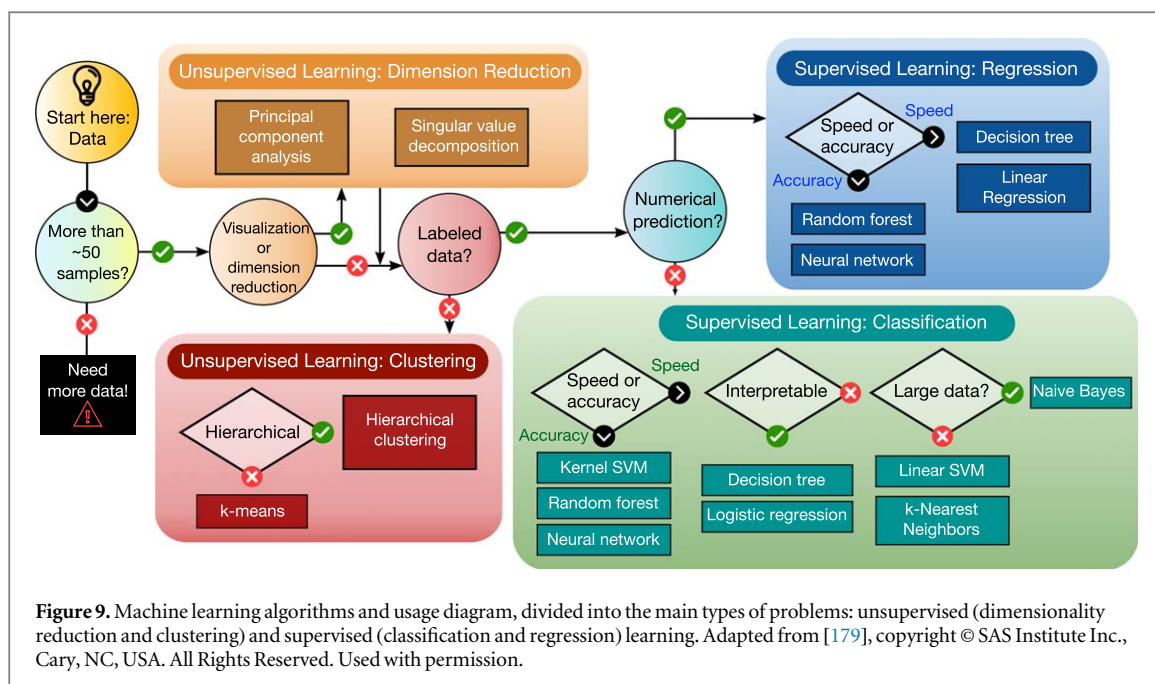 Start here:
Data
More than
~50
samples?
Need
more data!
Unsupervised Learning: Dimension Reduction
Principal
component
analysis
Singular value
decomposition
Visualization
or
dimension
reduction
Labeled
data?
Numerical
prediction?
Unsupervised Learning: Clustering
Hierarchical
Hierarchical
clustering
k-means
Supervised Learning: Regression
Speed or
accuracy
Speed
Accuracy
Decision tree
Linear
Regression
Random forest
Neural network
Supervised Learning: Classification
Speed or
accuracy
Speed
Accuracy
Kernel SVM
Random forest
Neural network
Interpretable
Decision tree
Logistic regression
Large data?
Naive Bayes
Linear SVM
k-Nearest
Neighbors
Figure 9. Machine learning algorithms and usage diagram, divided into the main types of problems: unsupervised (dimensionality
reduction and clustering) and supervised (classification and regression) learning. Adapted from [179], copyright © SAS Institute Inc.,
Cary, NC, USA. All Rights Reserved. Used with permission.